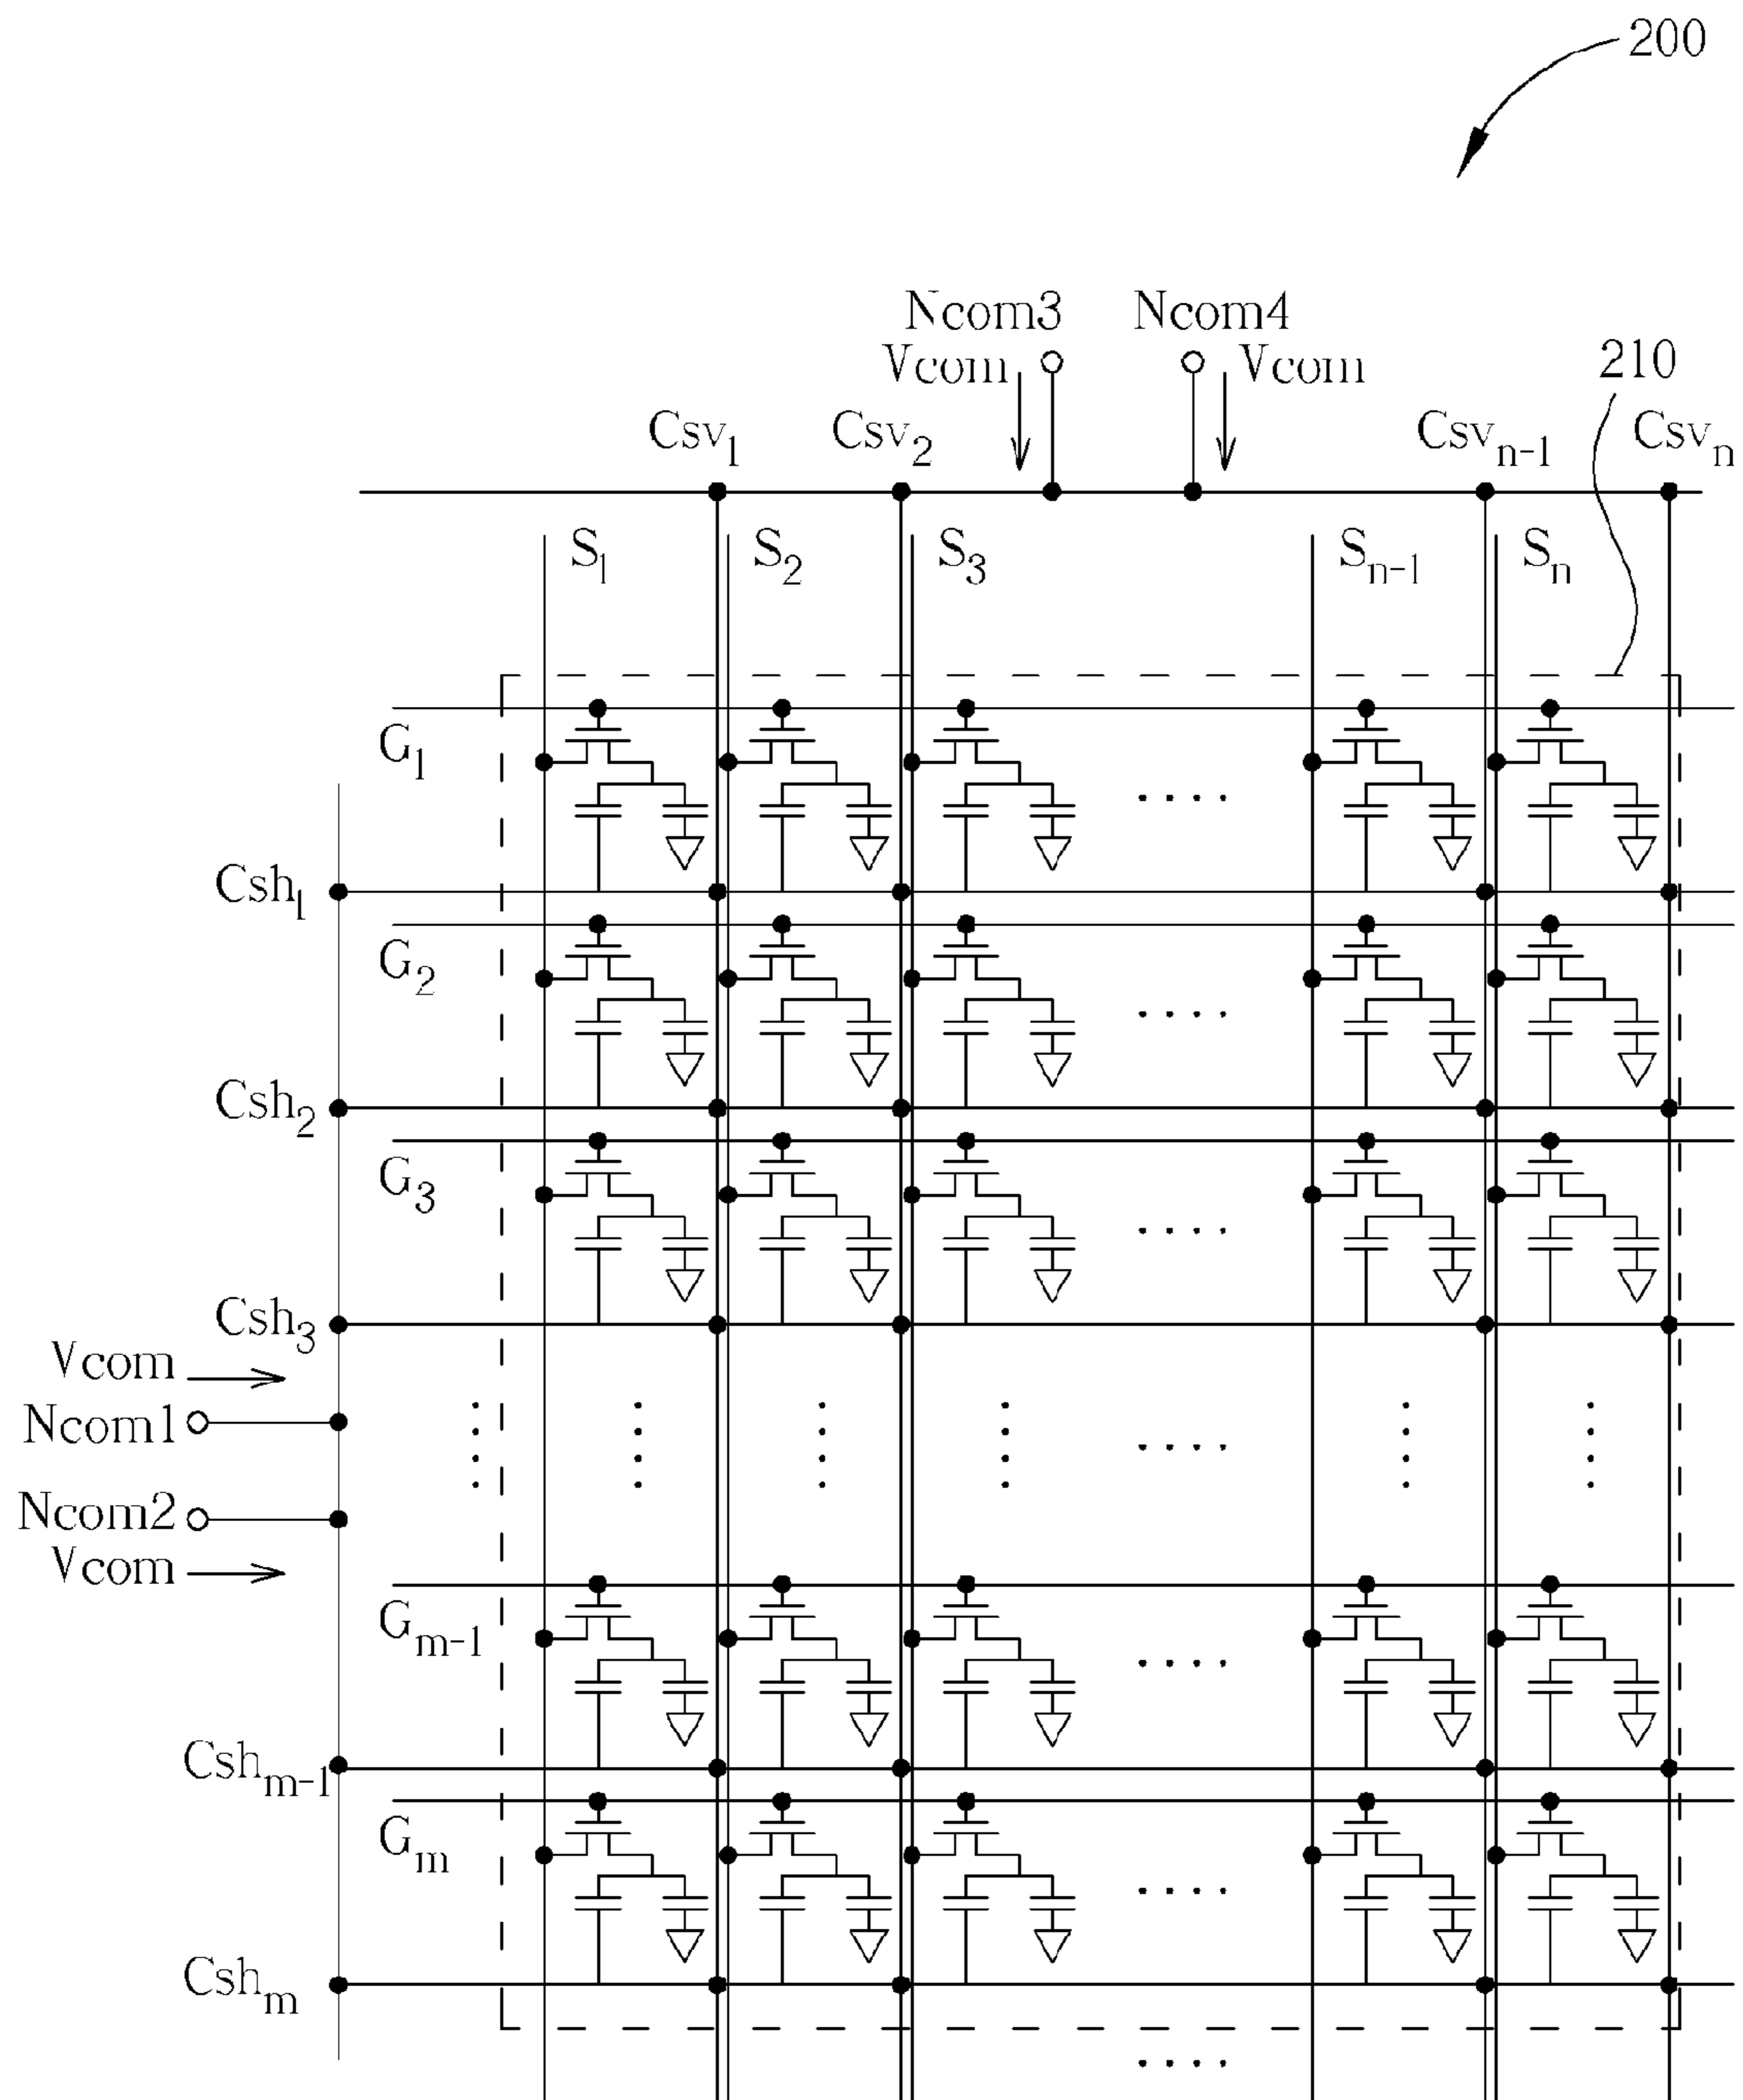 200
Ncom3 Ncom4
Vcom Vcom
210
Csv₁ Csv₂ Csvₙ₋₁ Csvₙ
S₁ S₂ S₃ Sₙ₋₁ Sₙ
G₁
Csh₁
G₂
Csh₂
G₃
Csh₃
Vcom
Ncom1
Ncom2
Vcom
Gₘ₋₁
Cshₘ₋₁
Gₘ
Cshₘ